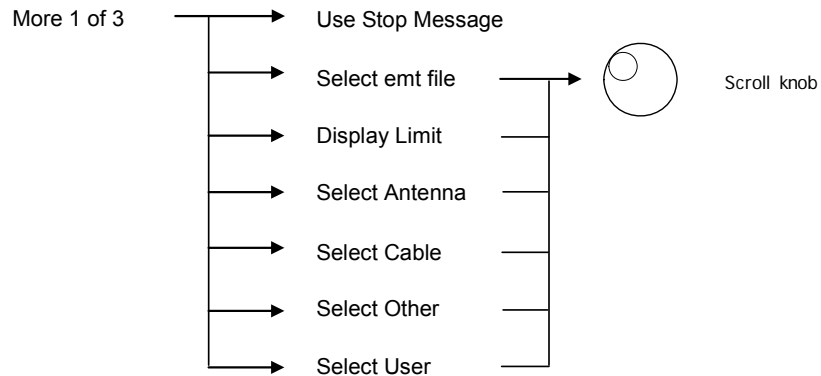 More 1 of 3
Use Stop Message
Select emt file
Scroll knob
Display Limit
Select Antenna
Select Cable
Select Other
Select User